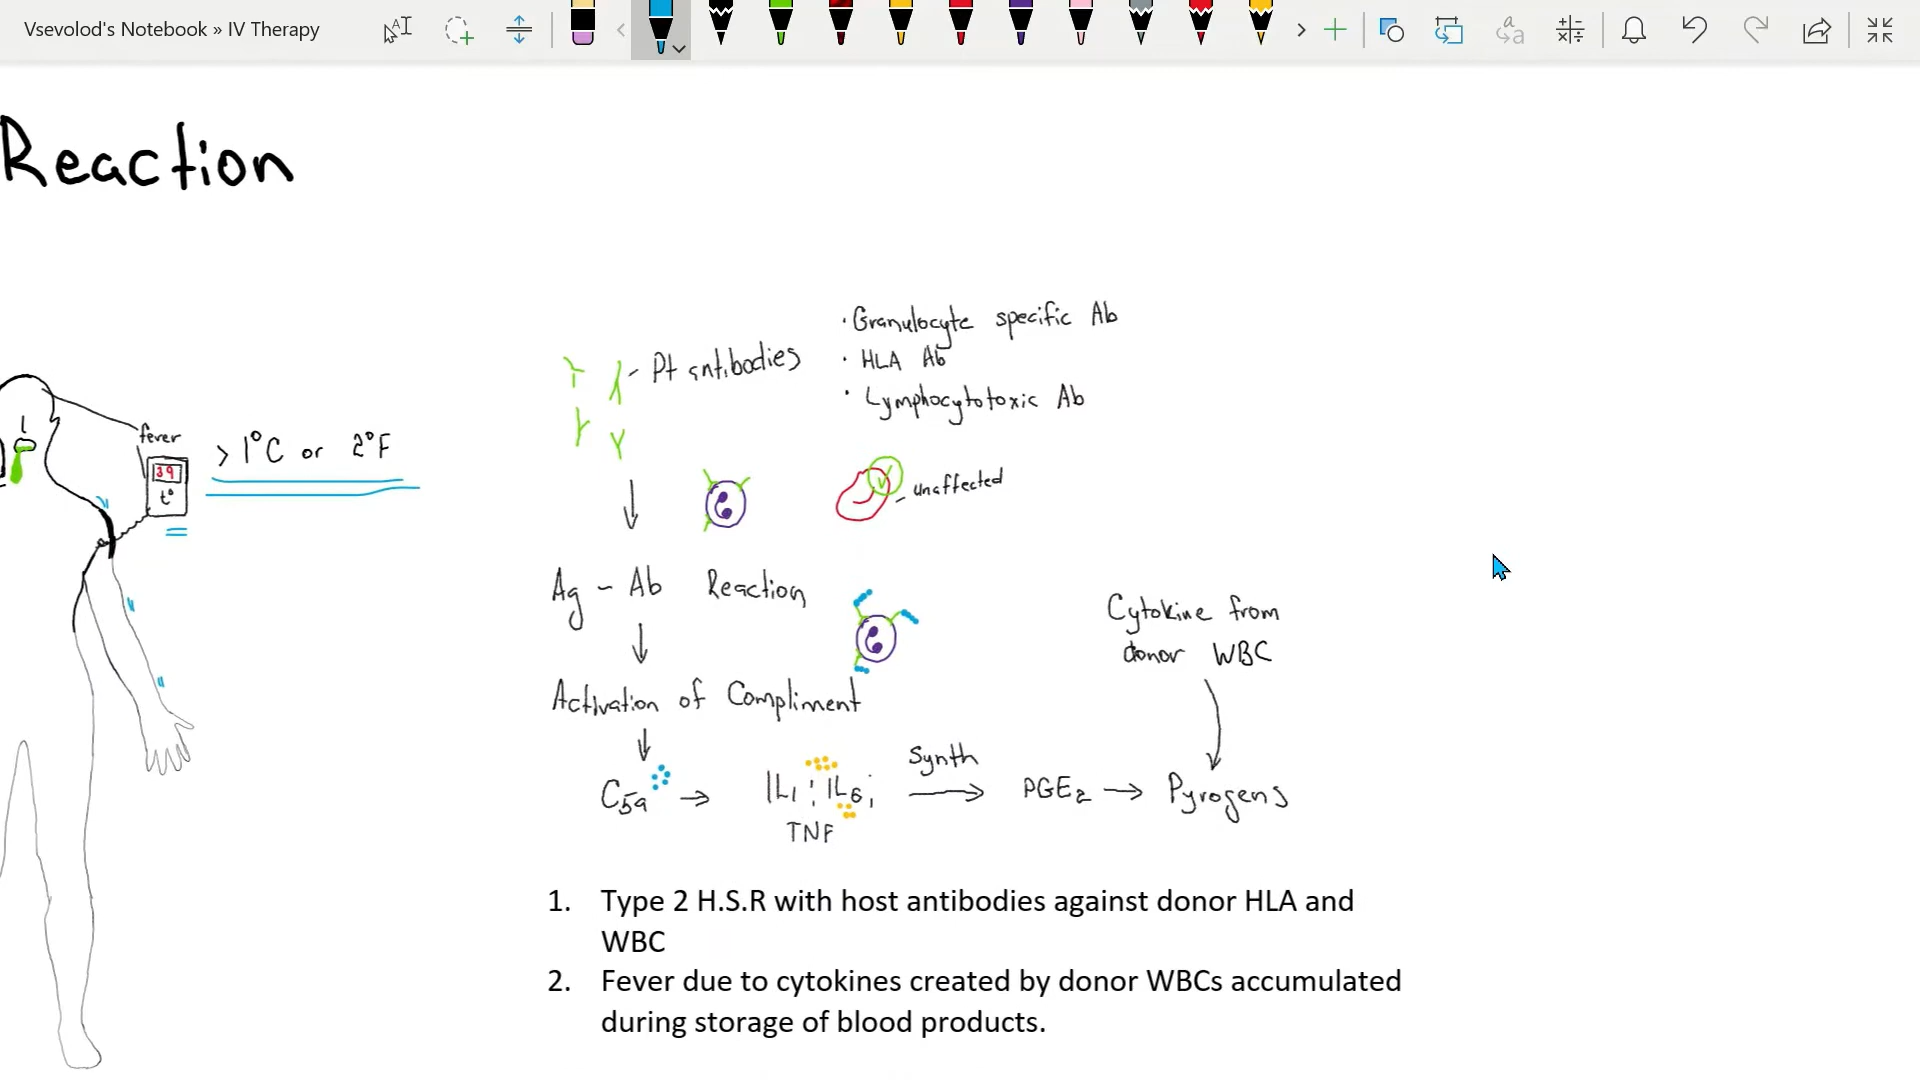 Vsevolod's Notebook » IV Therapy
Reaction
· Granulocyte specific Ab
· HLA Ab
· Lymphocytotoxic Ab
- Pt antibodies
fever
> 1°C or 2°F
39
t°
- unaffected
Ag - Ab Reaction
Cytokine from
donor WBC
Activation of Compliment
C5a → IL1; IL6; Synth → PGE2 → Pyrogens
TNF
1. Type 2 H.S.R with host antibodies against donor HLA and
WBC
2. Fever due to cytokines created by donor WBCs accumulated
during storage of blood products.